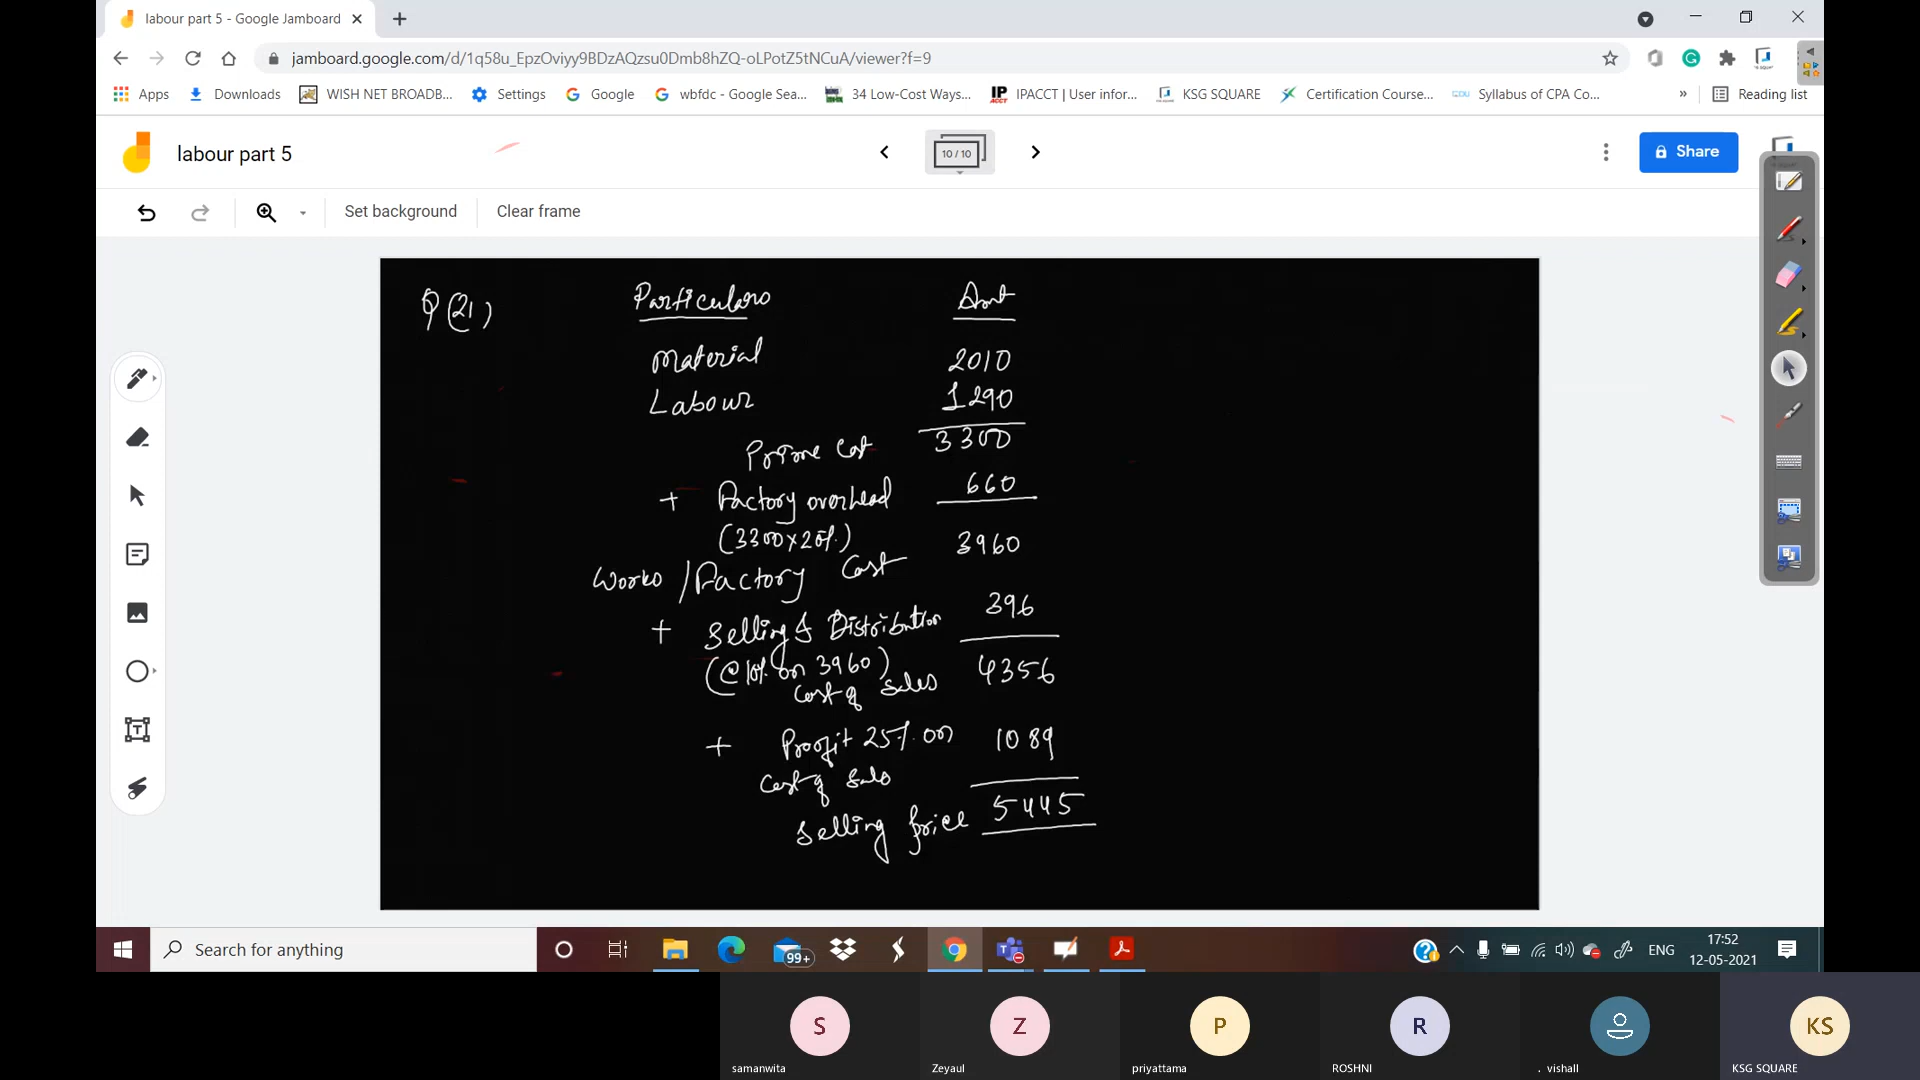 labour part 5 - Google Jamboard
jamboard.google.com/d/1q58u_EpzOviyy9BDzAQzsu0Dmb8hZQ-oLPotZ5tNCuA/viewer?f=9
Apps Downloads WISH NET BROADB... Settings Google wbfdc - Google Sea... 34 Low-Cost Ways... IPACCT | User infor... KSG SQUARE Certification Course... Syllabus of CPA Co... » Reading list
labour part 5
10 / 10
Share
Set background Clear frame
Q(21) Particulars Amt
Material 2010
Labour 1290
Prime Cost 3300
+ Factory overhead 660
(3300x20%)
3960
Works / Factory Cost
+ Selling & Distribution 396
(@10% on 3960)
Cost of Sales 4356
+ Profit 25% on 1089
Cost of Sales
Selling price 5445
Search for anything
99+
ENG
17:52
12-05-2021
S Z P R KS
samanwita Zeyaul priyattama ROSHNI . vishall KSG SQUARE